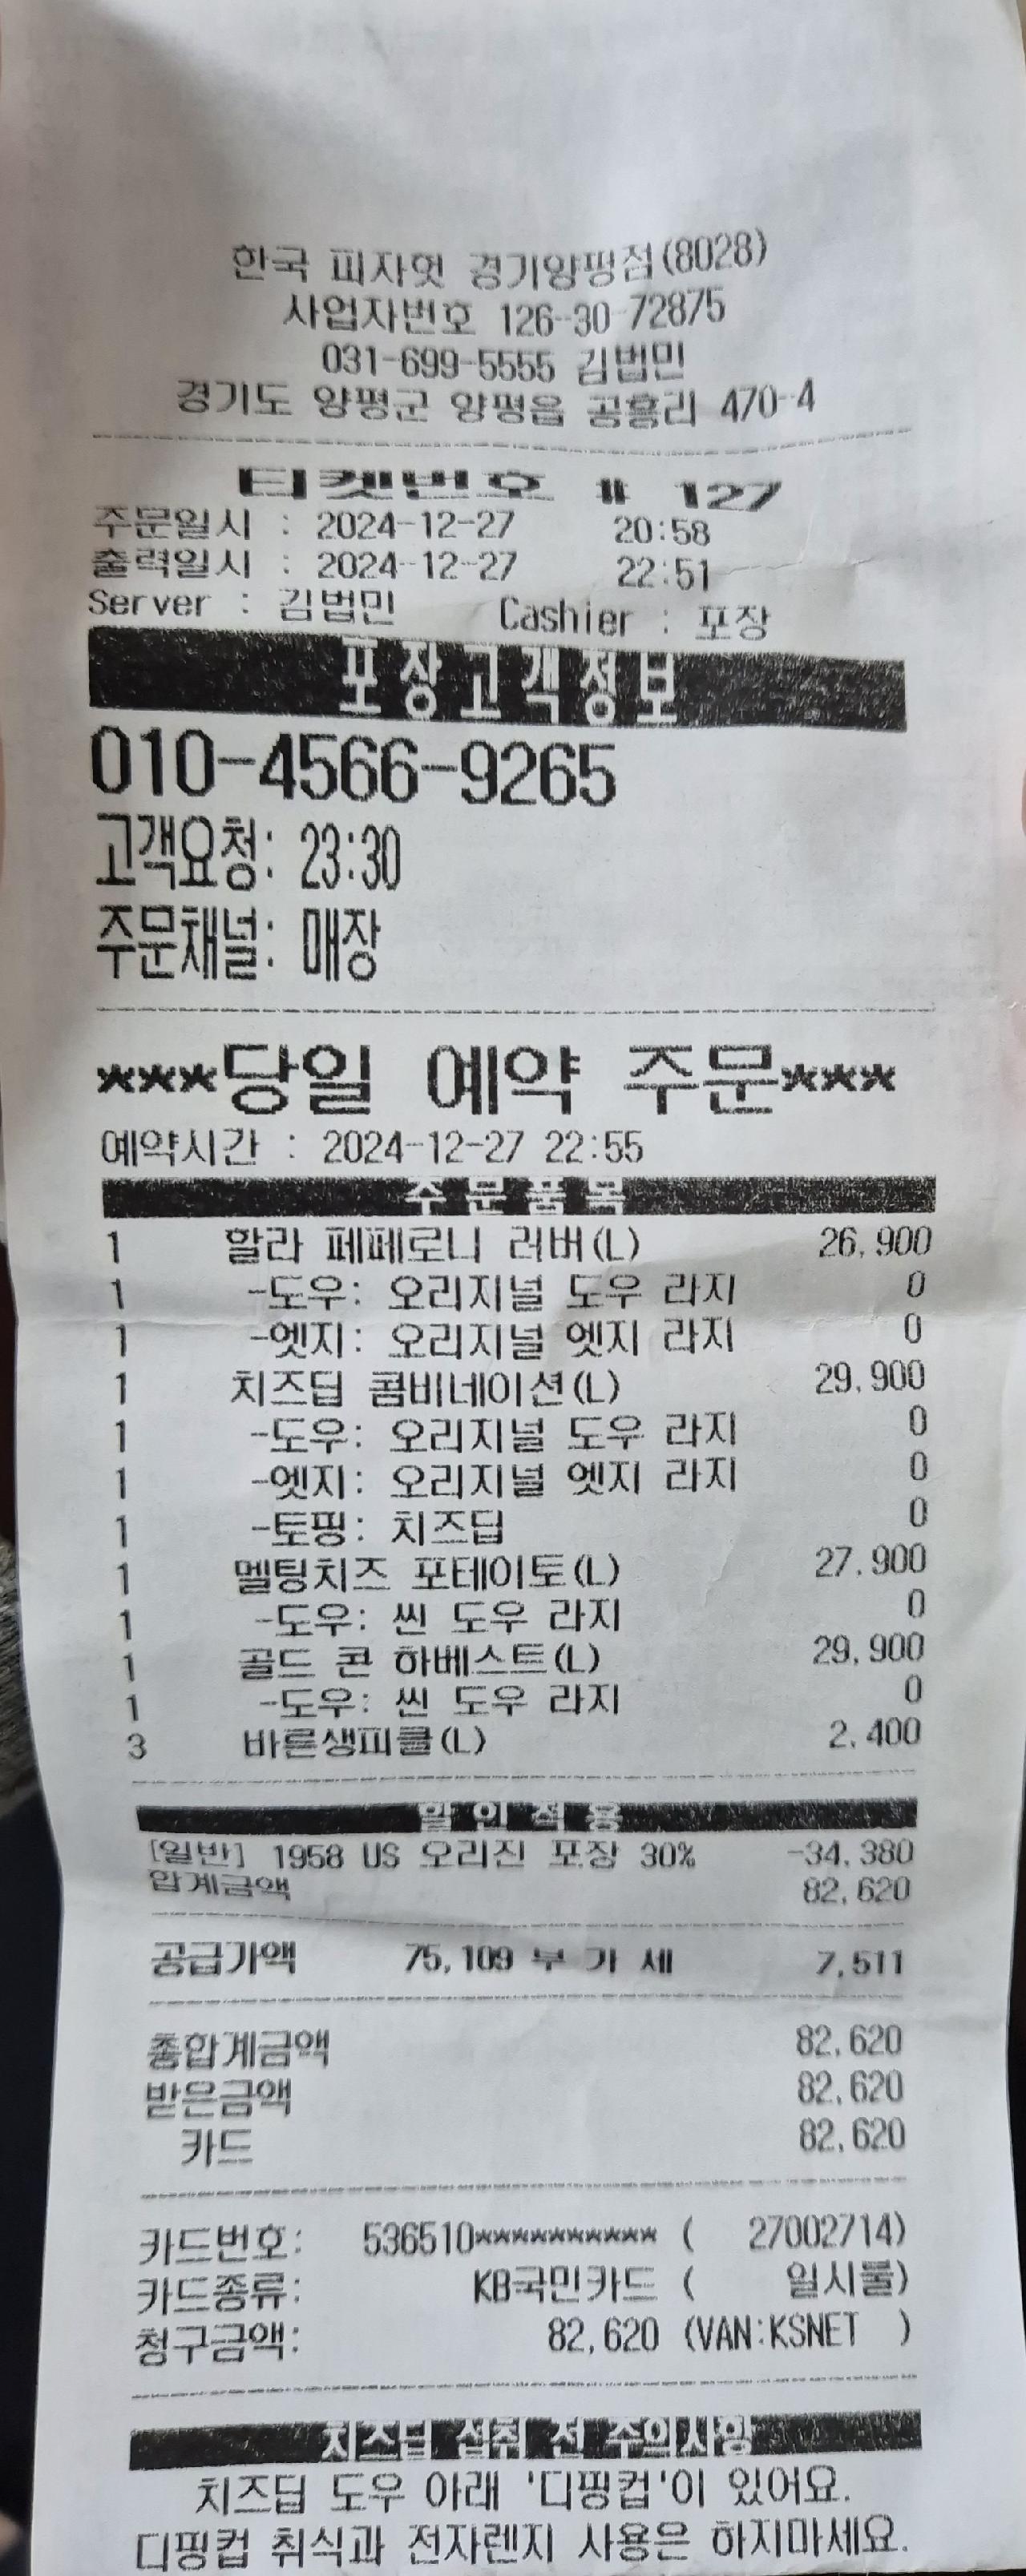 한국 피자헛 경기양평점(8028)
사업자번호 126-30-72875
031-699-5555 김법민
경기도 양평군 양평읍 공흥리 470-4
티켓번호 # 127
주문일시 : 2024-12-27 20:58
출력일시 : 2024-12-27 22:51
Server : 김법민 Cashier : 포장
포장고객정보
010-4566-9265
고객요청: 23:30
주문채널: 매장
***당일 예약 주문***
예약시간 : 2024-12-27 22:55
주문품목
1 할라 페페로니 러버(L) 26,900
1 -도우: 오리지널 도우 라지 0
1 -엣지: 오리지널 엣지 라지 0
1 치즈딥 콤비네이션(L) 29,900
1 -도우: 오리지널 도우 라지 0
1 -엣지: 오리지널 엣지 라지 0
1 -토핑: 치즈딥 0
1 멜팅치즈 포테이토(L) 27,900
1 -도우: 씬 도우 라지 0
1 골드 콘 하베스트(L) 29,900
1 -도우: 씬 도우 라지 0
3 바른생피클(L) 2,400
할인적용
[일반] 1958 US 오리진 포장 30% -34,380
합계금액 82,620
공급가액 75,109 부 가 세 7,511
총합계금액 82,620
받은금액 82,620
카드 82,620
카드번호: 536510********** ( 27002714)
카드종류: KB국민카드 ( 일시불)
청구금액: 82,620 (VAN:KSNET )
치즈딥 섭취 전 주의사항
치즈딥 도우 아래 '디핑컵'이 있어요.
디핑컵 취식과 전자렌지 사용은 하지마세요.